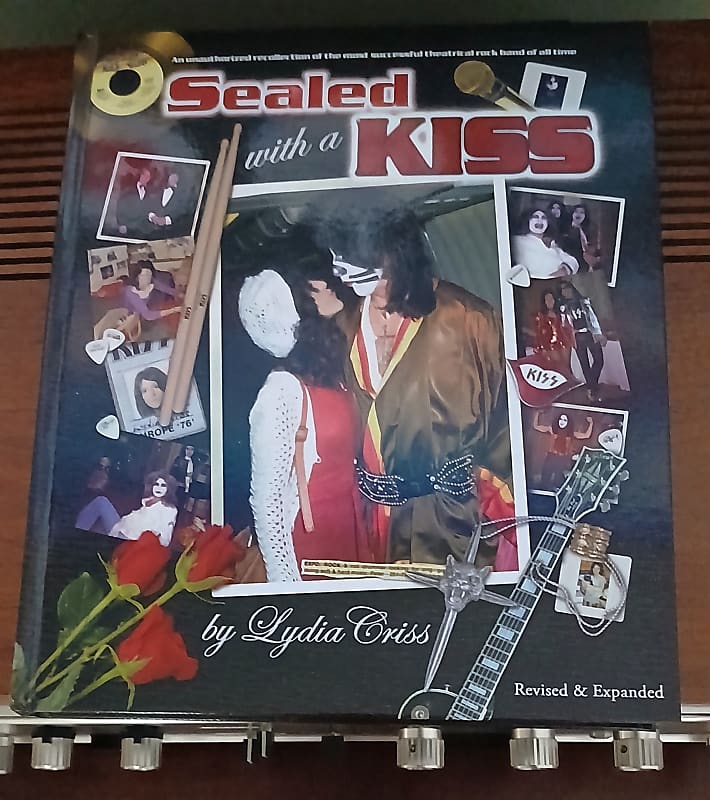 An unauthorized recollection of the most successful theatrical rock band of all time
Sealed
with a KISS
KISS
EUROPE '76'
by Lydia Criss
Revised & Expanded